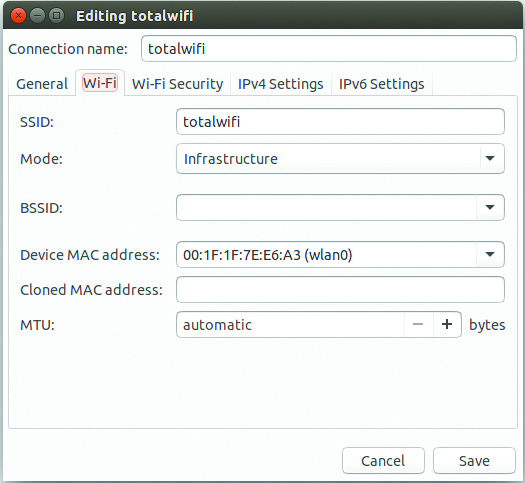 Editing totalwifi
Connection name: totalwifi
General Wi-Fi Wi-Fi Security IPv4 Settings IPv6 Settings
SSID: totalwifi
Mode: Infrastructure
BSSID:
Device MAC address: 00:1F:1F:7E:E6:A3 (wlan0)
Cloned MAC address:
MTU: automatic − + bytes
Cancel Save